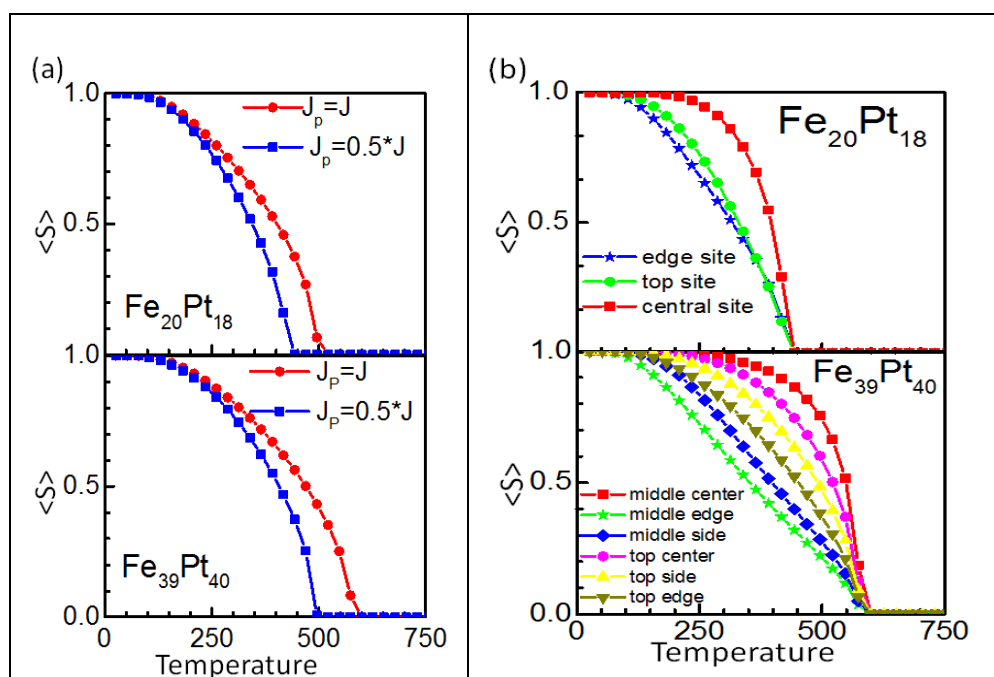 (a)
1.0
J_p=J
J_p=0.5*J
0.5
<S>
Fe20Pt18
1.0
J_P=J
J_P=0.5*J
0.5
<S>
Fe39Pt40
0.0
0 250 500 750
Temperature
(b)
1.0
Fe20Pt18
0.5
<S>
edge site
top site
central site
1.0
Fe39Pt40
0.5
<S>
middle center
middle edge
middle side
top center
top side
top edge
0.0
0 250 500 750
Temperature